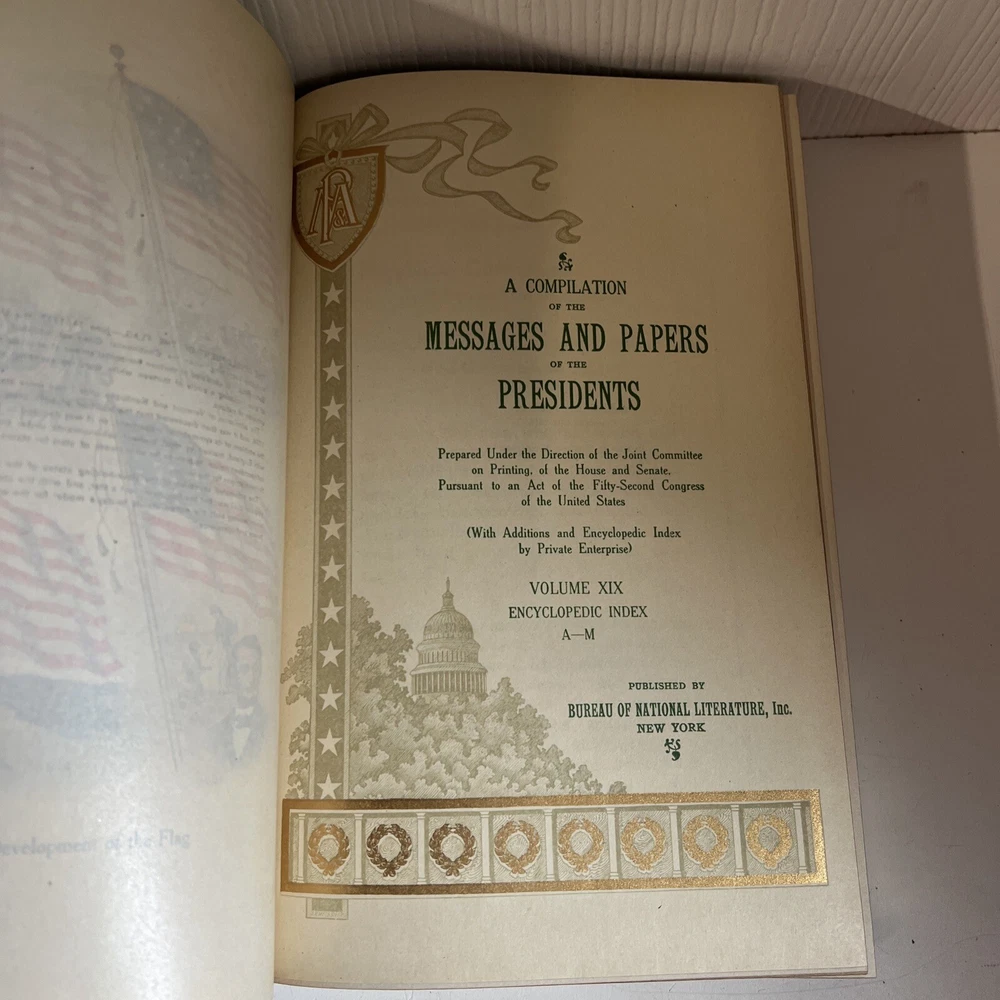 Development of the Flag
A COMPILATION
OF THE
MESSAGES AND PAPERS
OF THE
PRESIDENTS
Prepared Under the Direction of the Joint Committee
on Printing, of the House and Senate,
Pursuant to an Act of the Fifty-Second Congress
of the United States
(With Additions and Encyclopedic Index
by Private Enterprise)
VOLUME XIX
ENCYCLOPEDIC INDEX
A—M
PUBLISHED BY
BUREAU OF NATIONAL LITERATURE, Inc.
NEW YORK